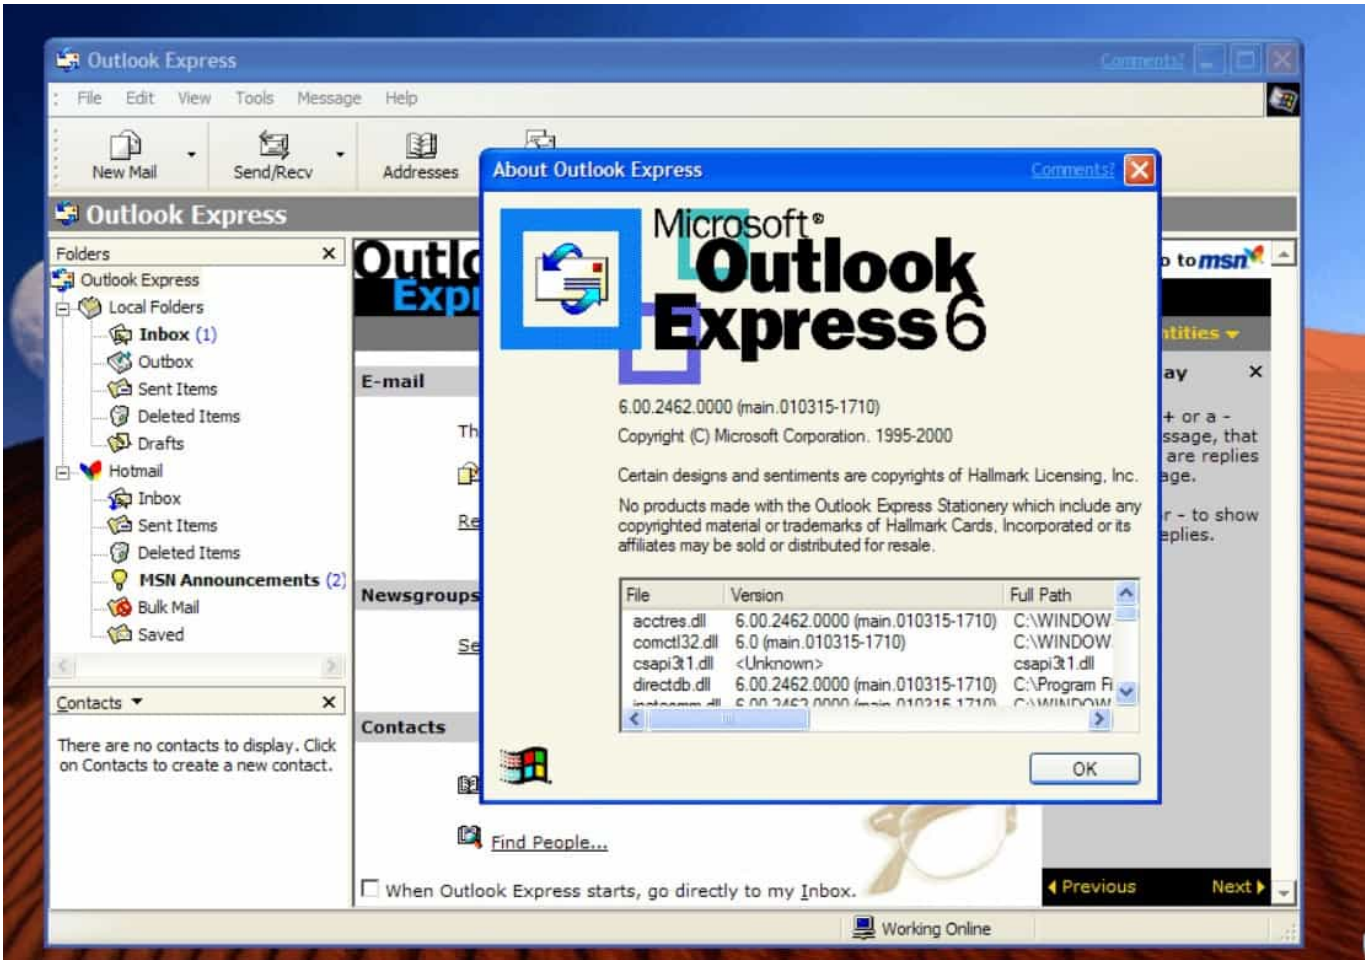 Outlook Express
Comments?
File Edit View Tools Message Help
New Mail
Send/Recv
Addresses
Outlook Express
Folders
Outlook Express
Local Folders
Inbox (1)
Outbox
Sent Items
Deleted Items
Drafts
Hotmail
Inbox
Sent Items
Deleted Items
MSN Announcements (2)
Bulk Mail
Saved
Contacts
There are no contacts to display. Click
on Contacts to create a new contact.
to msn
E-mail
Newsgroups
Contacts
Find People...
When Outlook Express starts, go directly to my Inbox.
+ or a -
that
are replies
- to show
Previous Next
Working Online
About Outlook Express
Comments?
Microsoft®
Outlook
Express 6
6.00.2462.0000 (main.010315-1710)
Copyright (C) Microsoft Corporation. 1995-2000
Certain designs and sentiments are copyrights of Hallmark Licensing, Inc.
No products made with the Outlook Express Stationery which include any
copyrighted material or trademarks of Hallmark Cards, Incorporated or its
affiliates may be sold or distributed for resale.
File Version Full Path
acctres.dll 6.00.2462.0000 (main.010315-1710) C:\WINDOW
comctl32.dll 6.0 (main.010315-1710) C:\WINDOW
csapi3t1.dll <Unknown> csapi3t1.dll
directdb.dll 6.00.2462.0000 (main.010315-1710) C:\Program Fi
OK